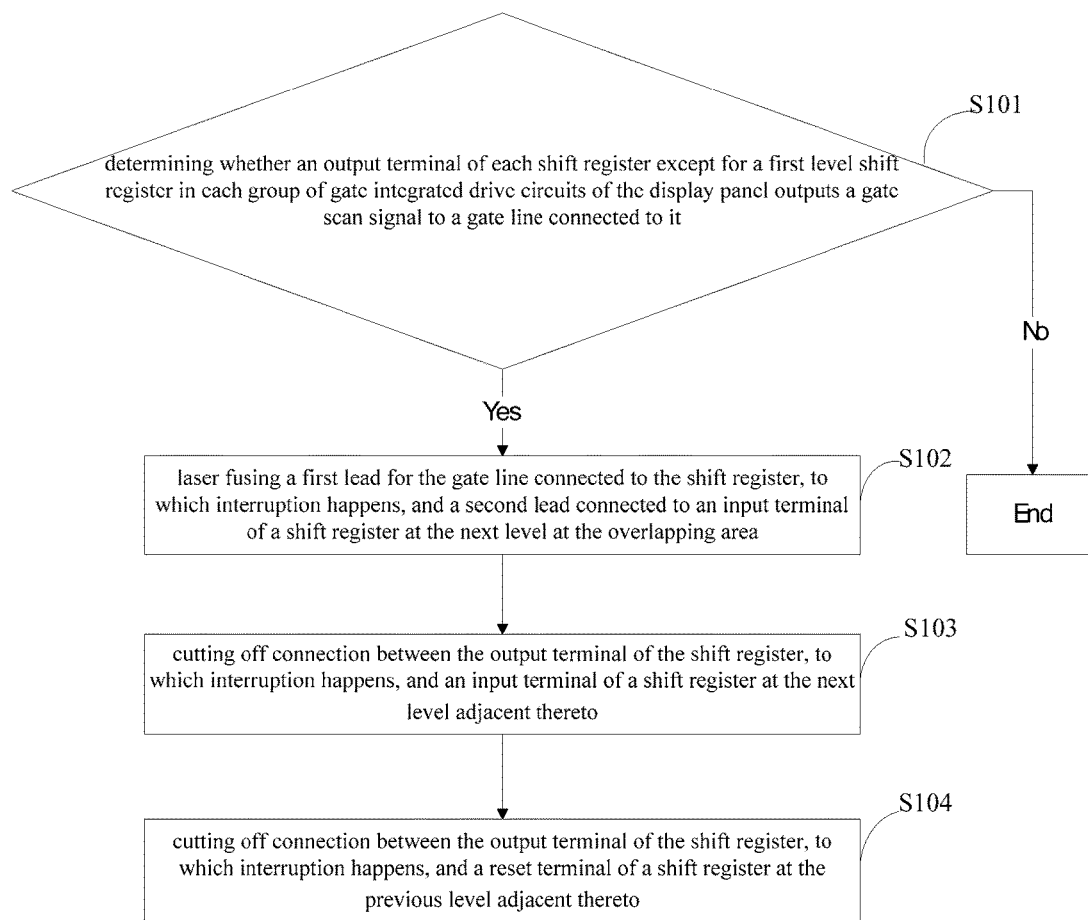 S101
determining whether an output terminal of each shift register except for a first level shift
register in each group of gate integrated drive circuits of the display panel outputs a gate
scan signal to a gate line connected to it
No
Yes
S102
laser fusing a first lead for the gate line connected to the shift register, to
which interruption happens, and a second lead connected to an input terminal
of a shift register at the next level at the overlapping area
End
S103
cutting off connection between the output terminal of the shift register, to
which interruption happens, and an input terminal of a shift register at the next
level adjacent thereto
S104
cutting off connection between the output terminal of the shift register, to
which interruption happens, and a reset terminal of a shift register at the
previous level adjacent thereto